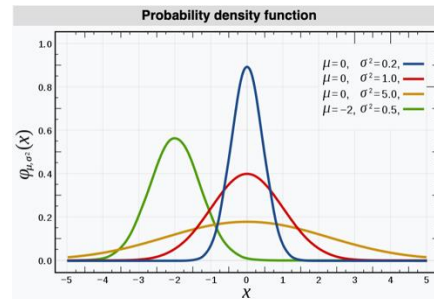 Probability density function
1.0
0.8
0.6
0.4
0.2
0.0
φμ,σ²(x)
μ=0, σ²=0.2,
μ=0, σ²=1.0,
μ=0, σ²=5.0,
μ=−2, σ²=0.5,
−5 −4 −3 −2 −1 0 1 2 3 4 5
x